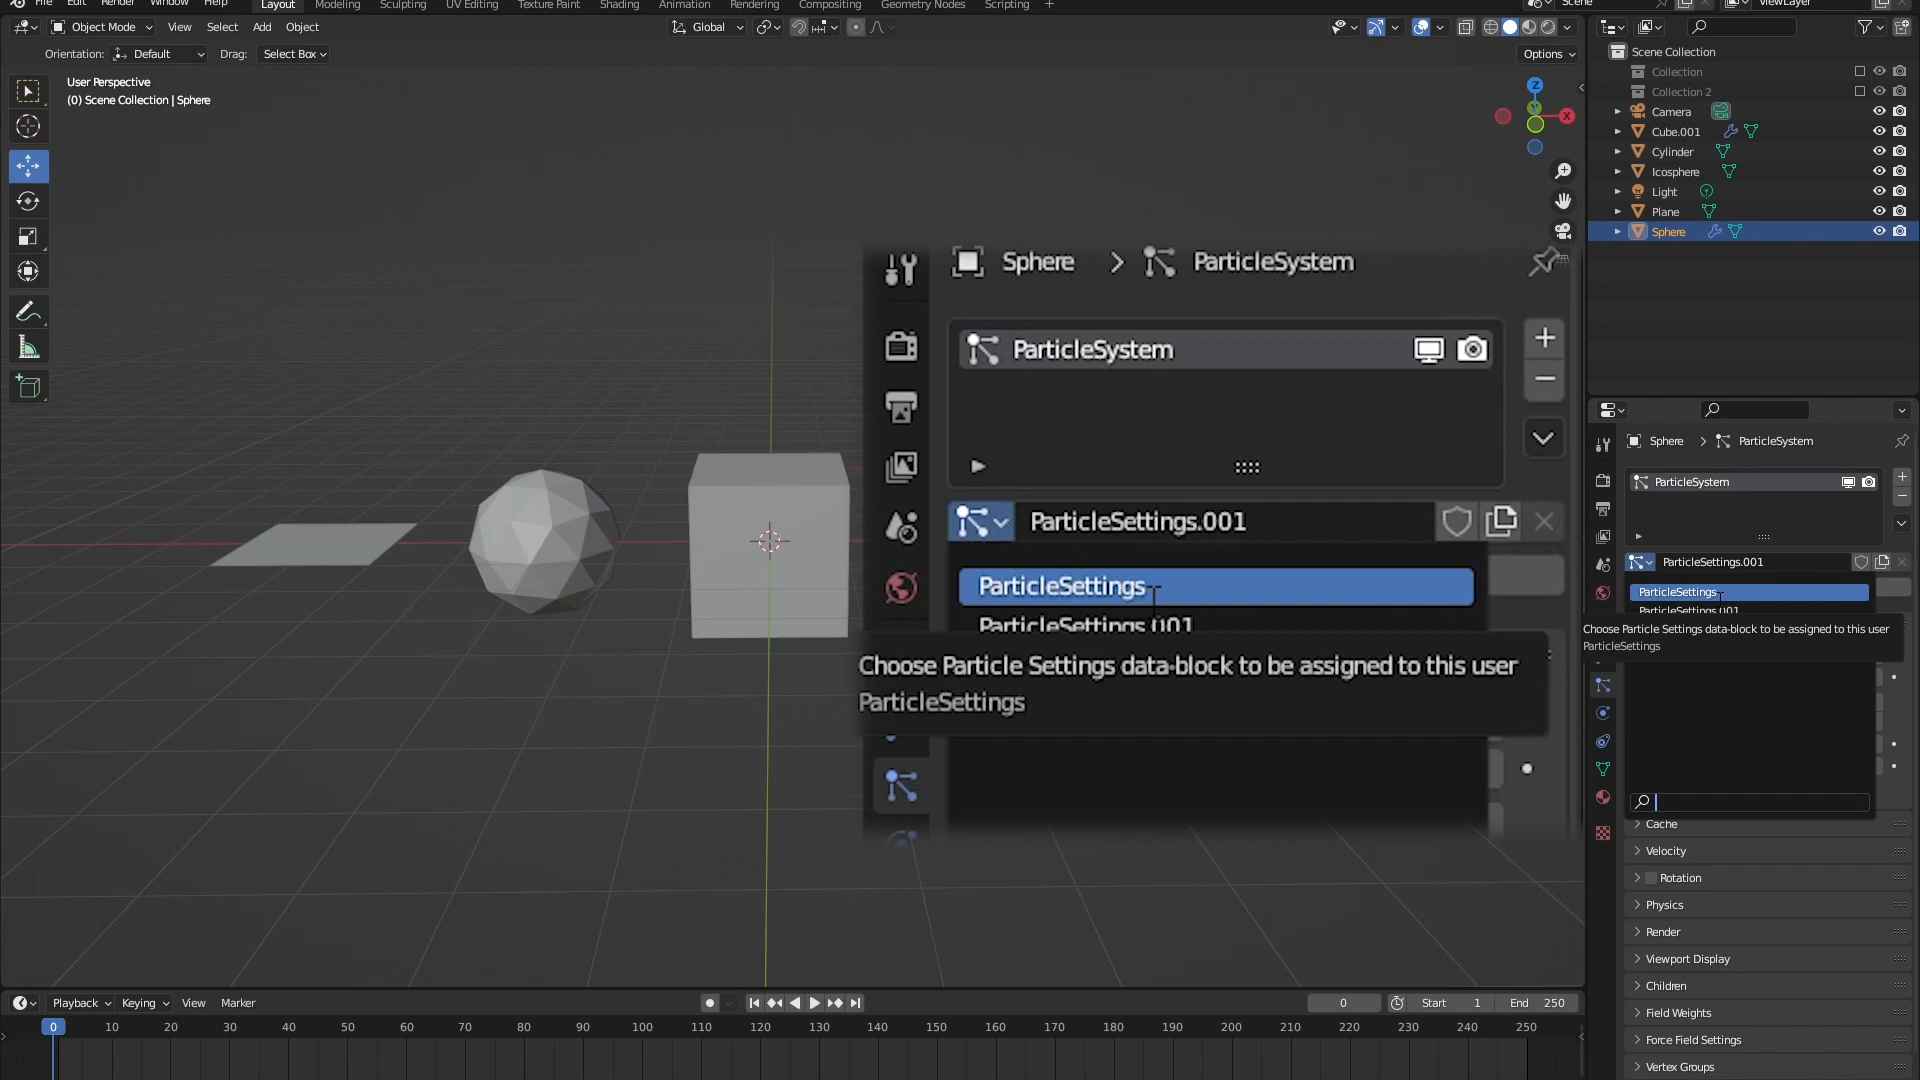 File Edit Render Window Help Layout Modeling Sculpting UV Editing Texture Paint Shading Animation Rendering Compositing Geometry Nodes Scripting + Scene ViewLayer
Object Mode View Select Add Object Global
Orientation: Default Drag: Select Box Options
User Perspective
(0) Scene Collection | Sphere
Z
Y
X
Scene Collection
Collection
Collection 2
Camera
Cube.001
Cylinder
Icosphere
Light
Plane
Sphere
Sphere > ParticleSystem
ParticleSystem
ParticleSettings.001
ParticleSettings
ParticleSettings.001
Choose Particle Settings data-block to be assigned to this user
ParticleSettings
Sphere > ParticleSystem
ParticleSystem
ParticleSettings.001
ParticleSettings
ParticleSettings.001
Choose Particle Settings data-block to be assigned to this user
ParticleSettings
Cache
Velocity
Rotation
Physics
Render
Viewport Display
Children
Field Weights
Force Field Settings
Vertex Groups
Playback Keying View Marker 0 Start 1 End 250
0 10 20 30 40 50 60 70 80 90 100 110 120 130 140 150 160 170 180 190 200 210 220 230 240 250